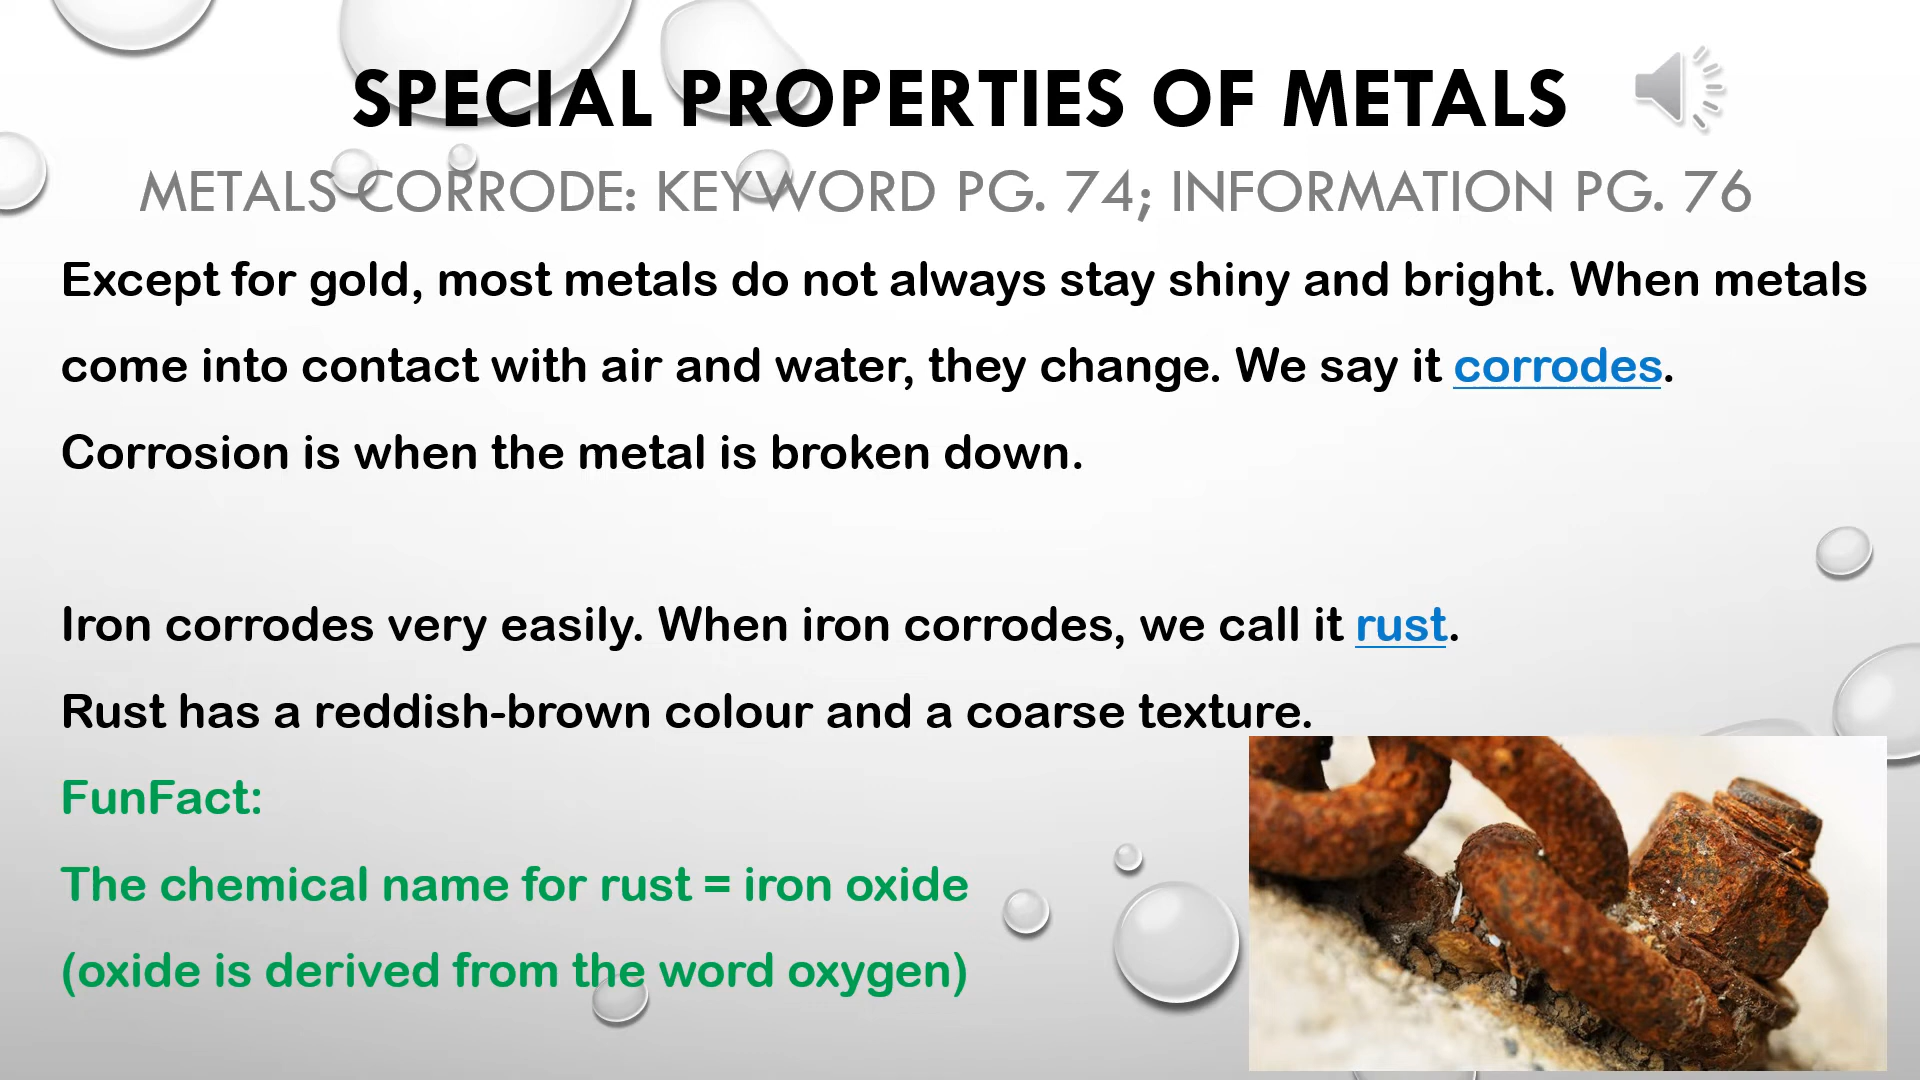 SPECIAL PROPERTIES OF METALS
METALS CORRODE: KEYWORD PG. 74; INFORMATION PG. 76
Except for gold, most metals do not always stay shiny and bright. When metals
come into contact with air and water, they change. We say it corrodes.
Corrosion is when the metal is broken down.
Iron corrodes very easily. When iron corrodes, we call it rust.
Rust has a reddish-brown colour and a coarse texture.
FunFact:
The chemical name for rust = iron oxide
(oxide is derived from the word oxygen)